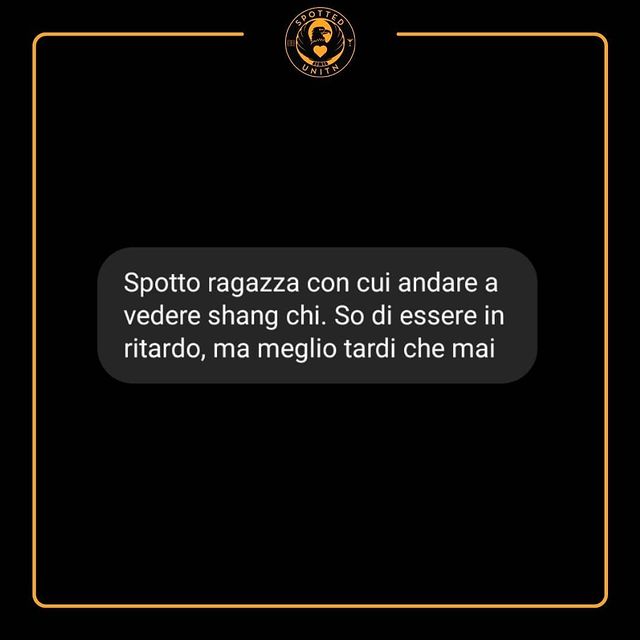 SPOTTED
UNITN
Spotto ragazza con cui andare a
vedere shang chi. So di essere in
ritardo, ma meglio tardi che mai